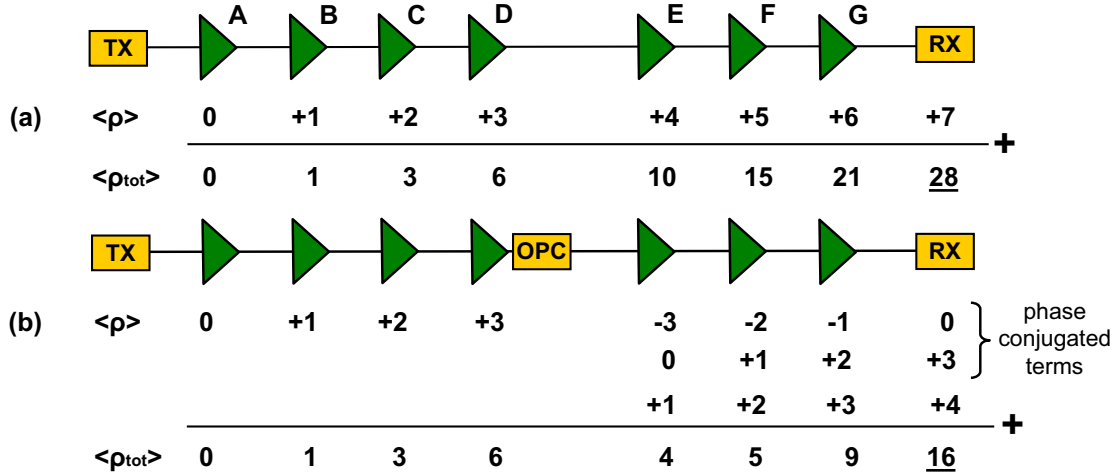 A B C D E F G
TX RX
(a) <ρ> 0 +1 +2 +3 +4 +5 +6 +7
+
<ρtot> 0 1 3 6 10 15 21 28
TX OPC RX
(b) <ρ> 0 +1 +2 +3 -3 -2 -1 0
0 +1 +2 +3
phase
conjugated
terms
+1 +2 +3 +4
+
<ρtot> 0 1 3 6 4 5 9 16